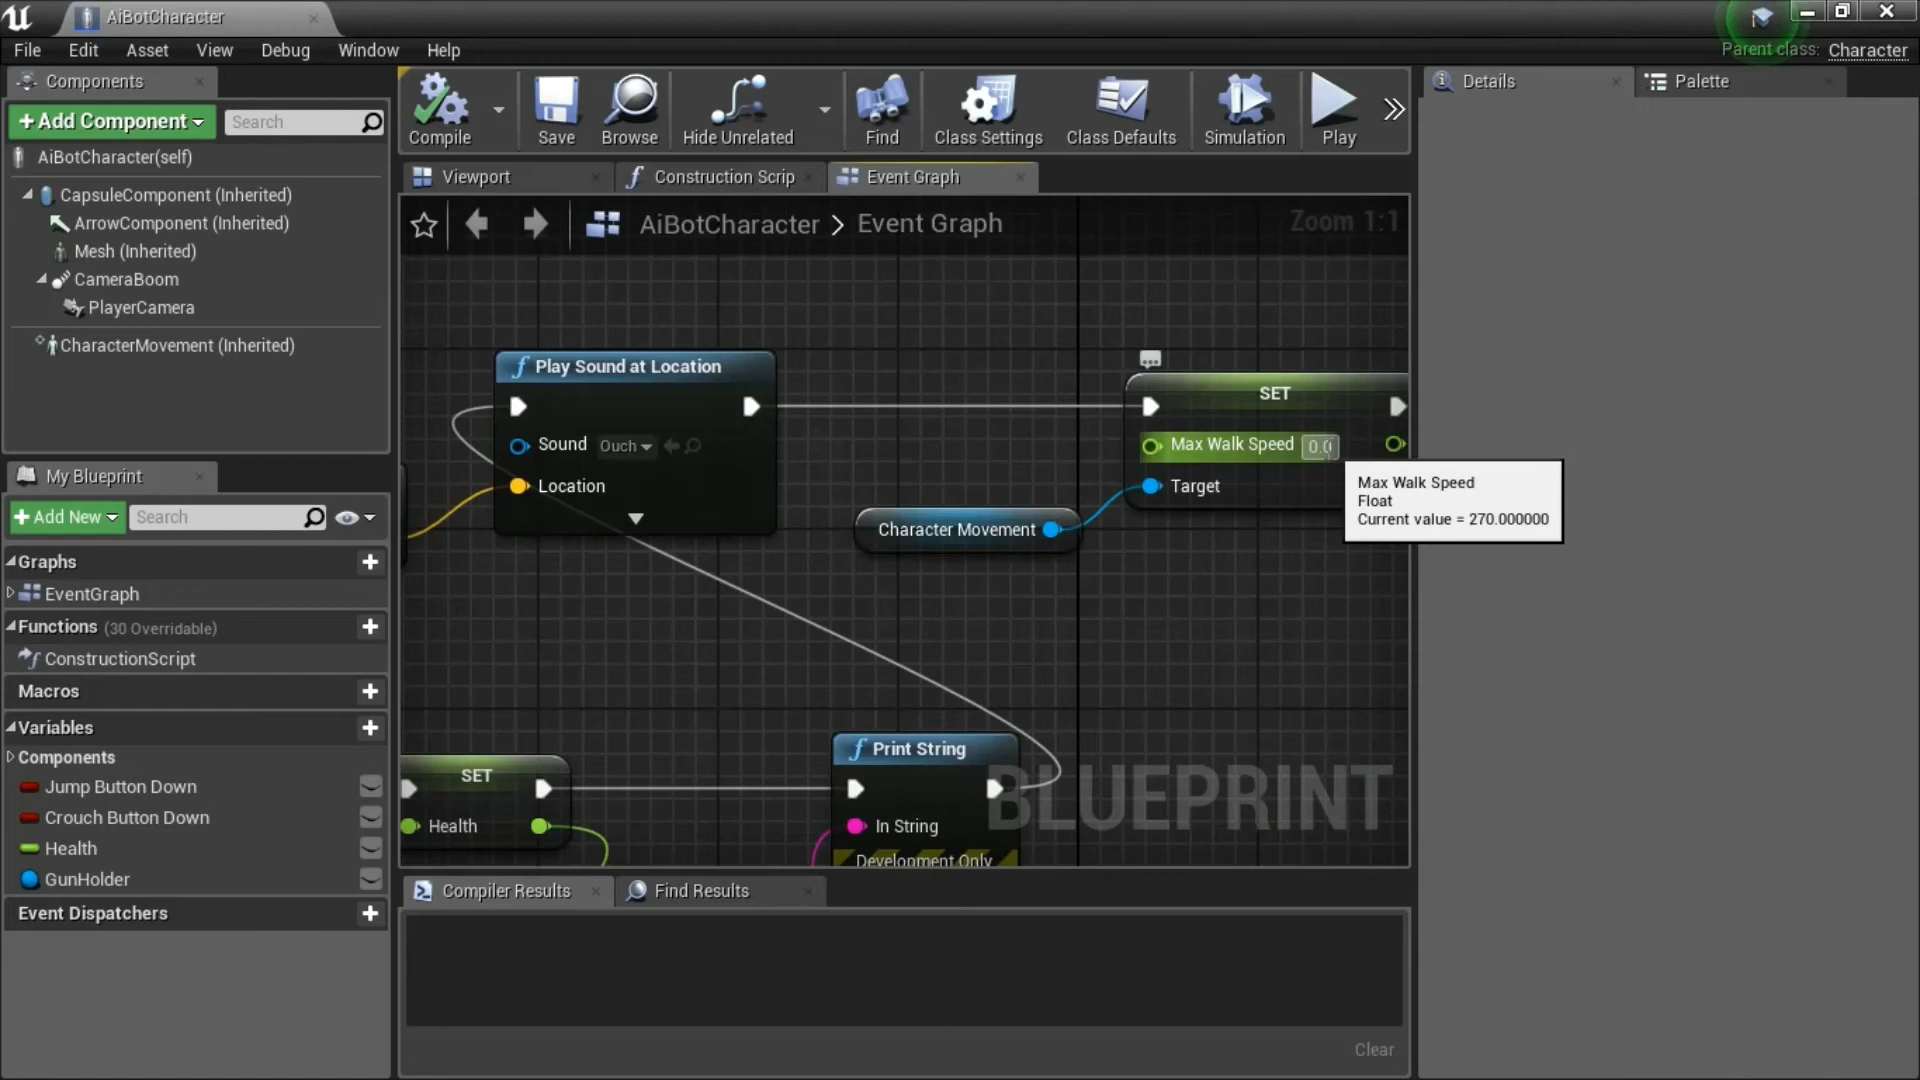 AiBotCharacter
File Edit Asset View Debug Window Help
Parent class: Character
Components
Add Component
Search
AiBotCharacter(self)
CapsuleComponent (Inherited)
ArrowComponent (Inherited)
Mesh (Inherited)
CameraBoom
PlayerCamera
CharacterMovement (Inherited)
My Blueprint
Add New
Search
Graphs
EventGraph
Functions (30 Overridable)
ConstructionScript
Macros
Variables
Components
Jump Button Down
Crouch Button Down
Health
GunHolder
Event Dispatchers
Compile
Save
Browse
Hide Unrelated
Find
Class Settings
Class Defaults
Simulation
Play
Viewport
Construction Scrip
Event Graph
AiBotCharacter > Event Graph
Zoom 1:1
Play Sound at Location
Sound Ouch
Location
Character Movement
SET
Max Walk Speed 0.0
Target
Max Walk Speed
Float
Current value = 270.000000
SET
Health
Print String
In String
Development Only
BLUEPRINT
Compiler Results
Find Results
Clear
Details
Palette